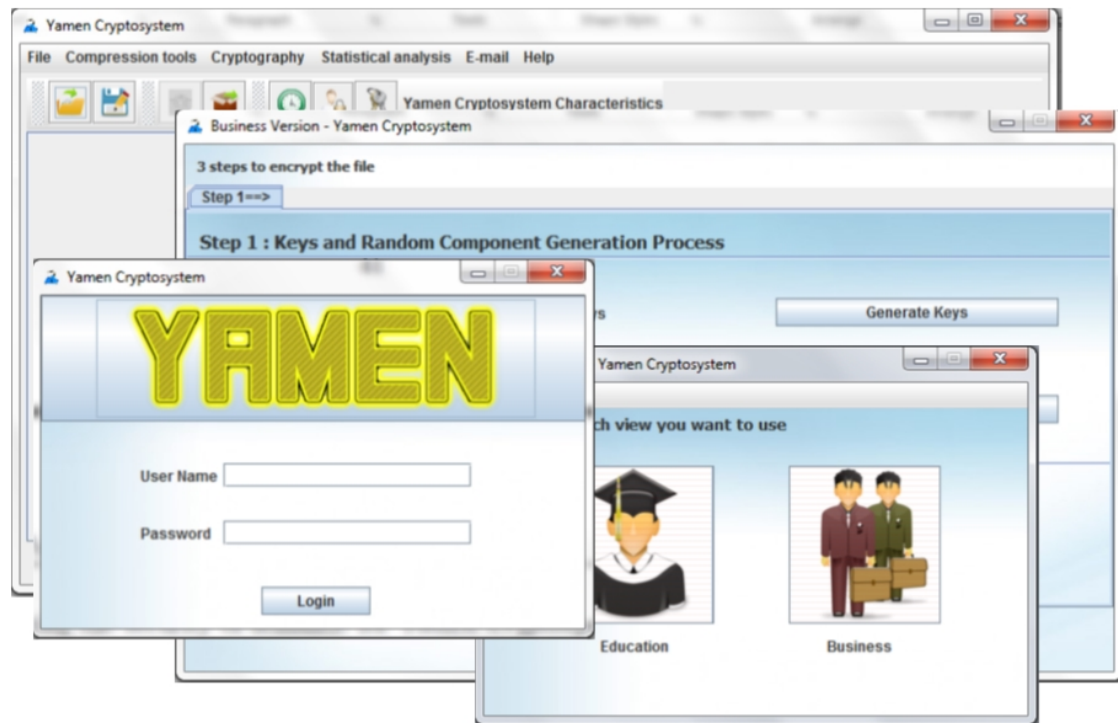 Yamen Cryptosystem
File Compression tools Cryptography Statistical analysis E-mail Help
Yamen Cryptosystem Characteristics
Business Version - Yamen Cryptosystem
3 steps to encrypt the file
Step 1==>
Step 1 : Keys and Random Component Generation Process
Generate Keys
Yamen Cryptosystem
YAMEN
User Name
Password
Login
Yamen Cryptosystem
view you want to use
Education
Business